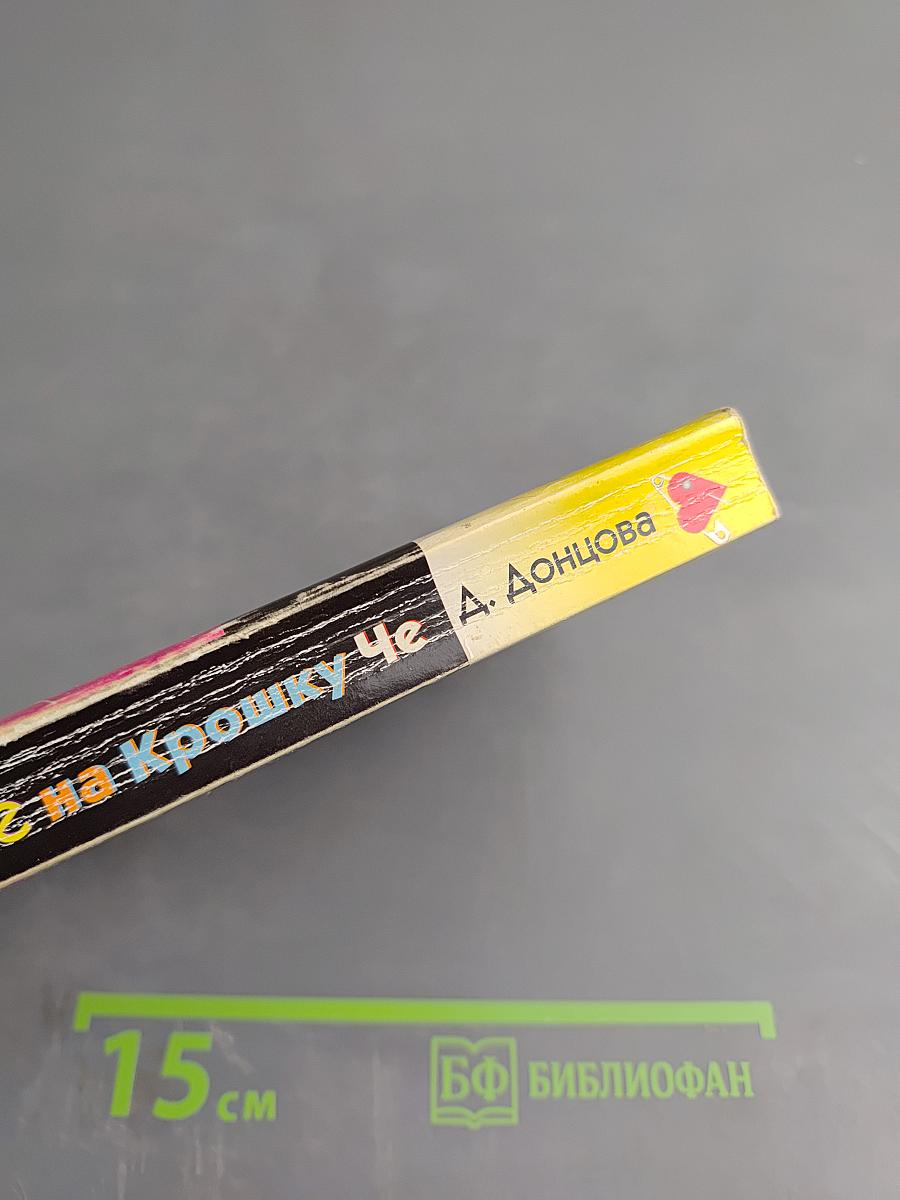 Д. Донцова
е на Крошку Че
15 см
БФ БИБЛИОФАН